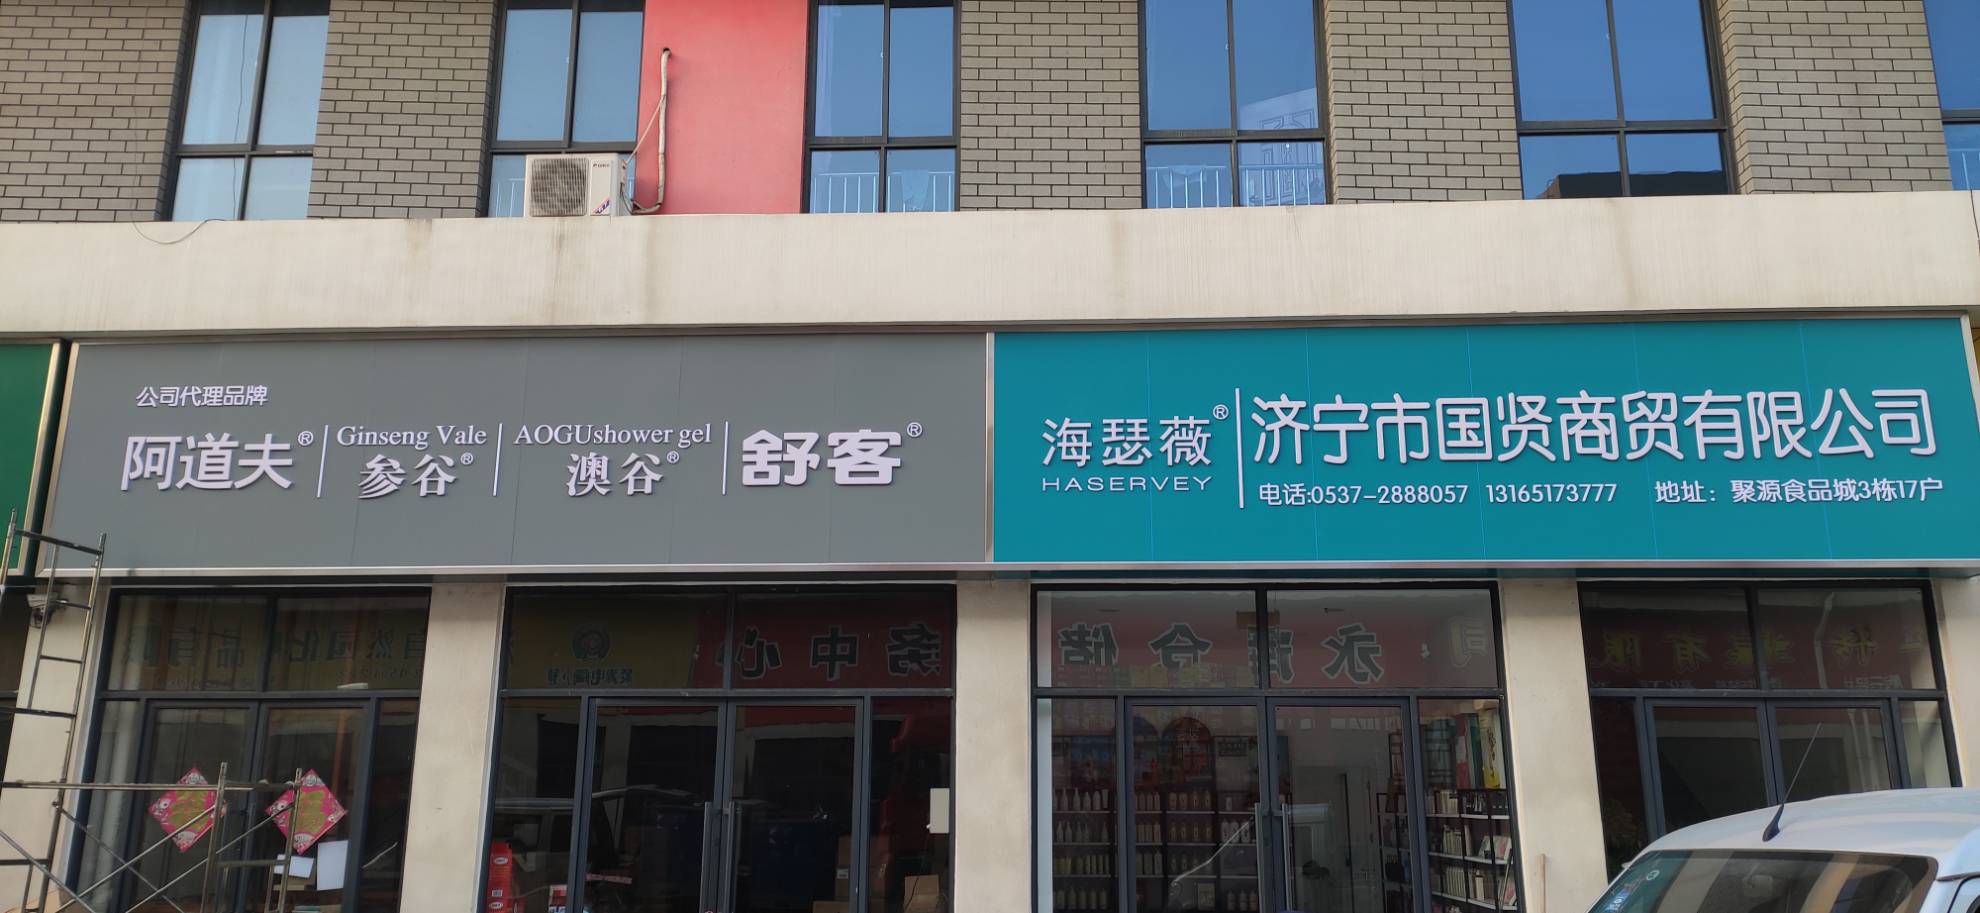 公司代理品牌
阿道夫®
Ginseng Vale
参谷®
AOGUshower gel
澳谷®
舒客®
海瑟薇®
HASERVEY
济宁市国贤商贸有限公司
电话:0537-2888057 13165173777 地址：聚源食品城3栋17户